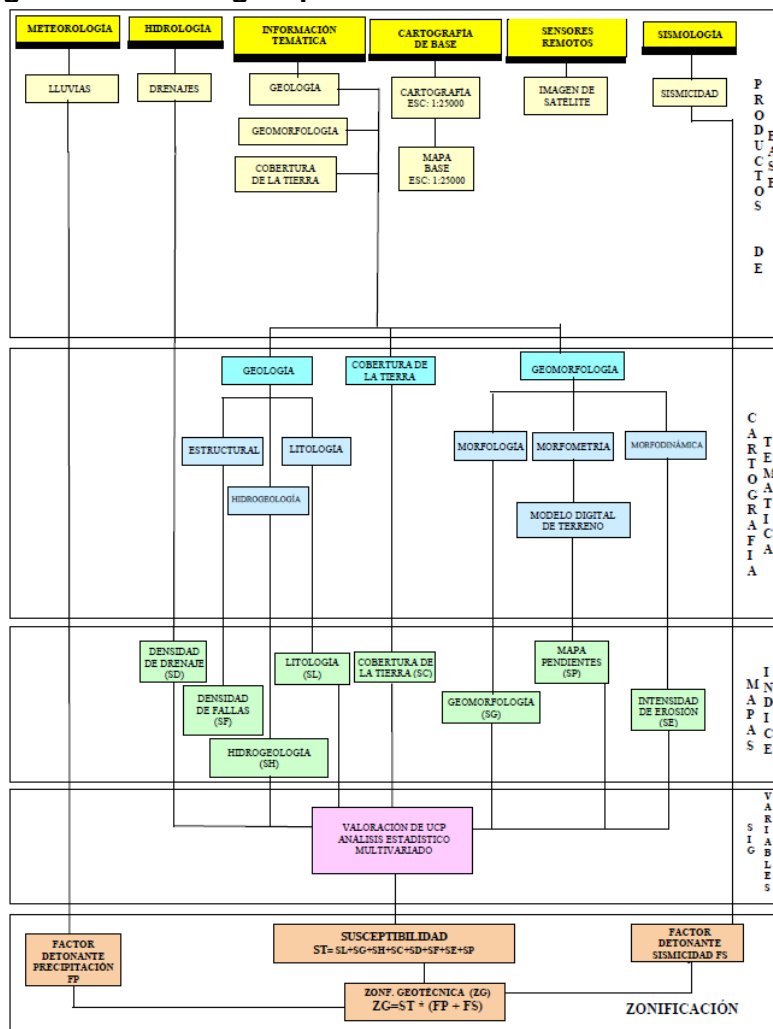 METEOROLOGÍA
HIDROLOGÍA
INFORMACIÓN
TEMÁTICA
CARTOGRAFÍA
DE BASE
SENSORES
REMOTOS
SISMOLOGÍA
LLUVIAS
DRENAJES
GEOLOGÍA
CARTOGRAFÍA
ESC: 1:25000
IMAGEN DE
SATÉLITE
SISMICIDAD
GEOMORFOLOGÍA
COBERTURA
DE LA TIERRA
MAPA
BASE
ESC: 1:25000
PRODUCTOS DE
BASE
GEOLOGÍA
COBERTURA DE
LA TIERRA
GEOMORFOLOGÍA
ESTRUCTURAL
LITOLOGÍA
MORFOLOGÍA
MORFOMETRÍA
MORFODINÁMICA
HIDROGEOLOGÍA
MODELO DIGITAL
DE TERRENO
CARTOGRAFIA
TEMATICA
DENSIDAD
DE DRENAJE
(SD)
LITOLOGÍA
(SL)
COBERTURA DE
LA TIERRA (SC)
MAPA
PENDIENTES
(SP)
DENSIDAD
DE FALLAS
(SF)
GEOMORFOLOGÍA
(SG)
INTENSIDAD
DE EROSIÓN
(SE)
HIDROGEOLOGÍA
(SH)
MAPAS
INDICE
VALORACIÓN DE UCP
ANÁLISIS ESTADÍSTICO
MULTIVARIADO
SIG
VARIABLES
FACTOR
DETONANTE
PRECIPITACIÓN
FP
SUSCEPTIBILIDAD
ST= SL+SG+SH+SC+SD+SF+SE+SP
FACTOR
DETONANTE
SISMICIDAD FS
ZONF. GEOTÉCNICA (ZG)
ZG=ST * (FP + FS)
ZONIFICACIÓN